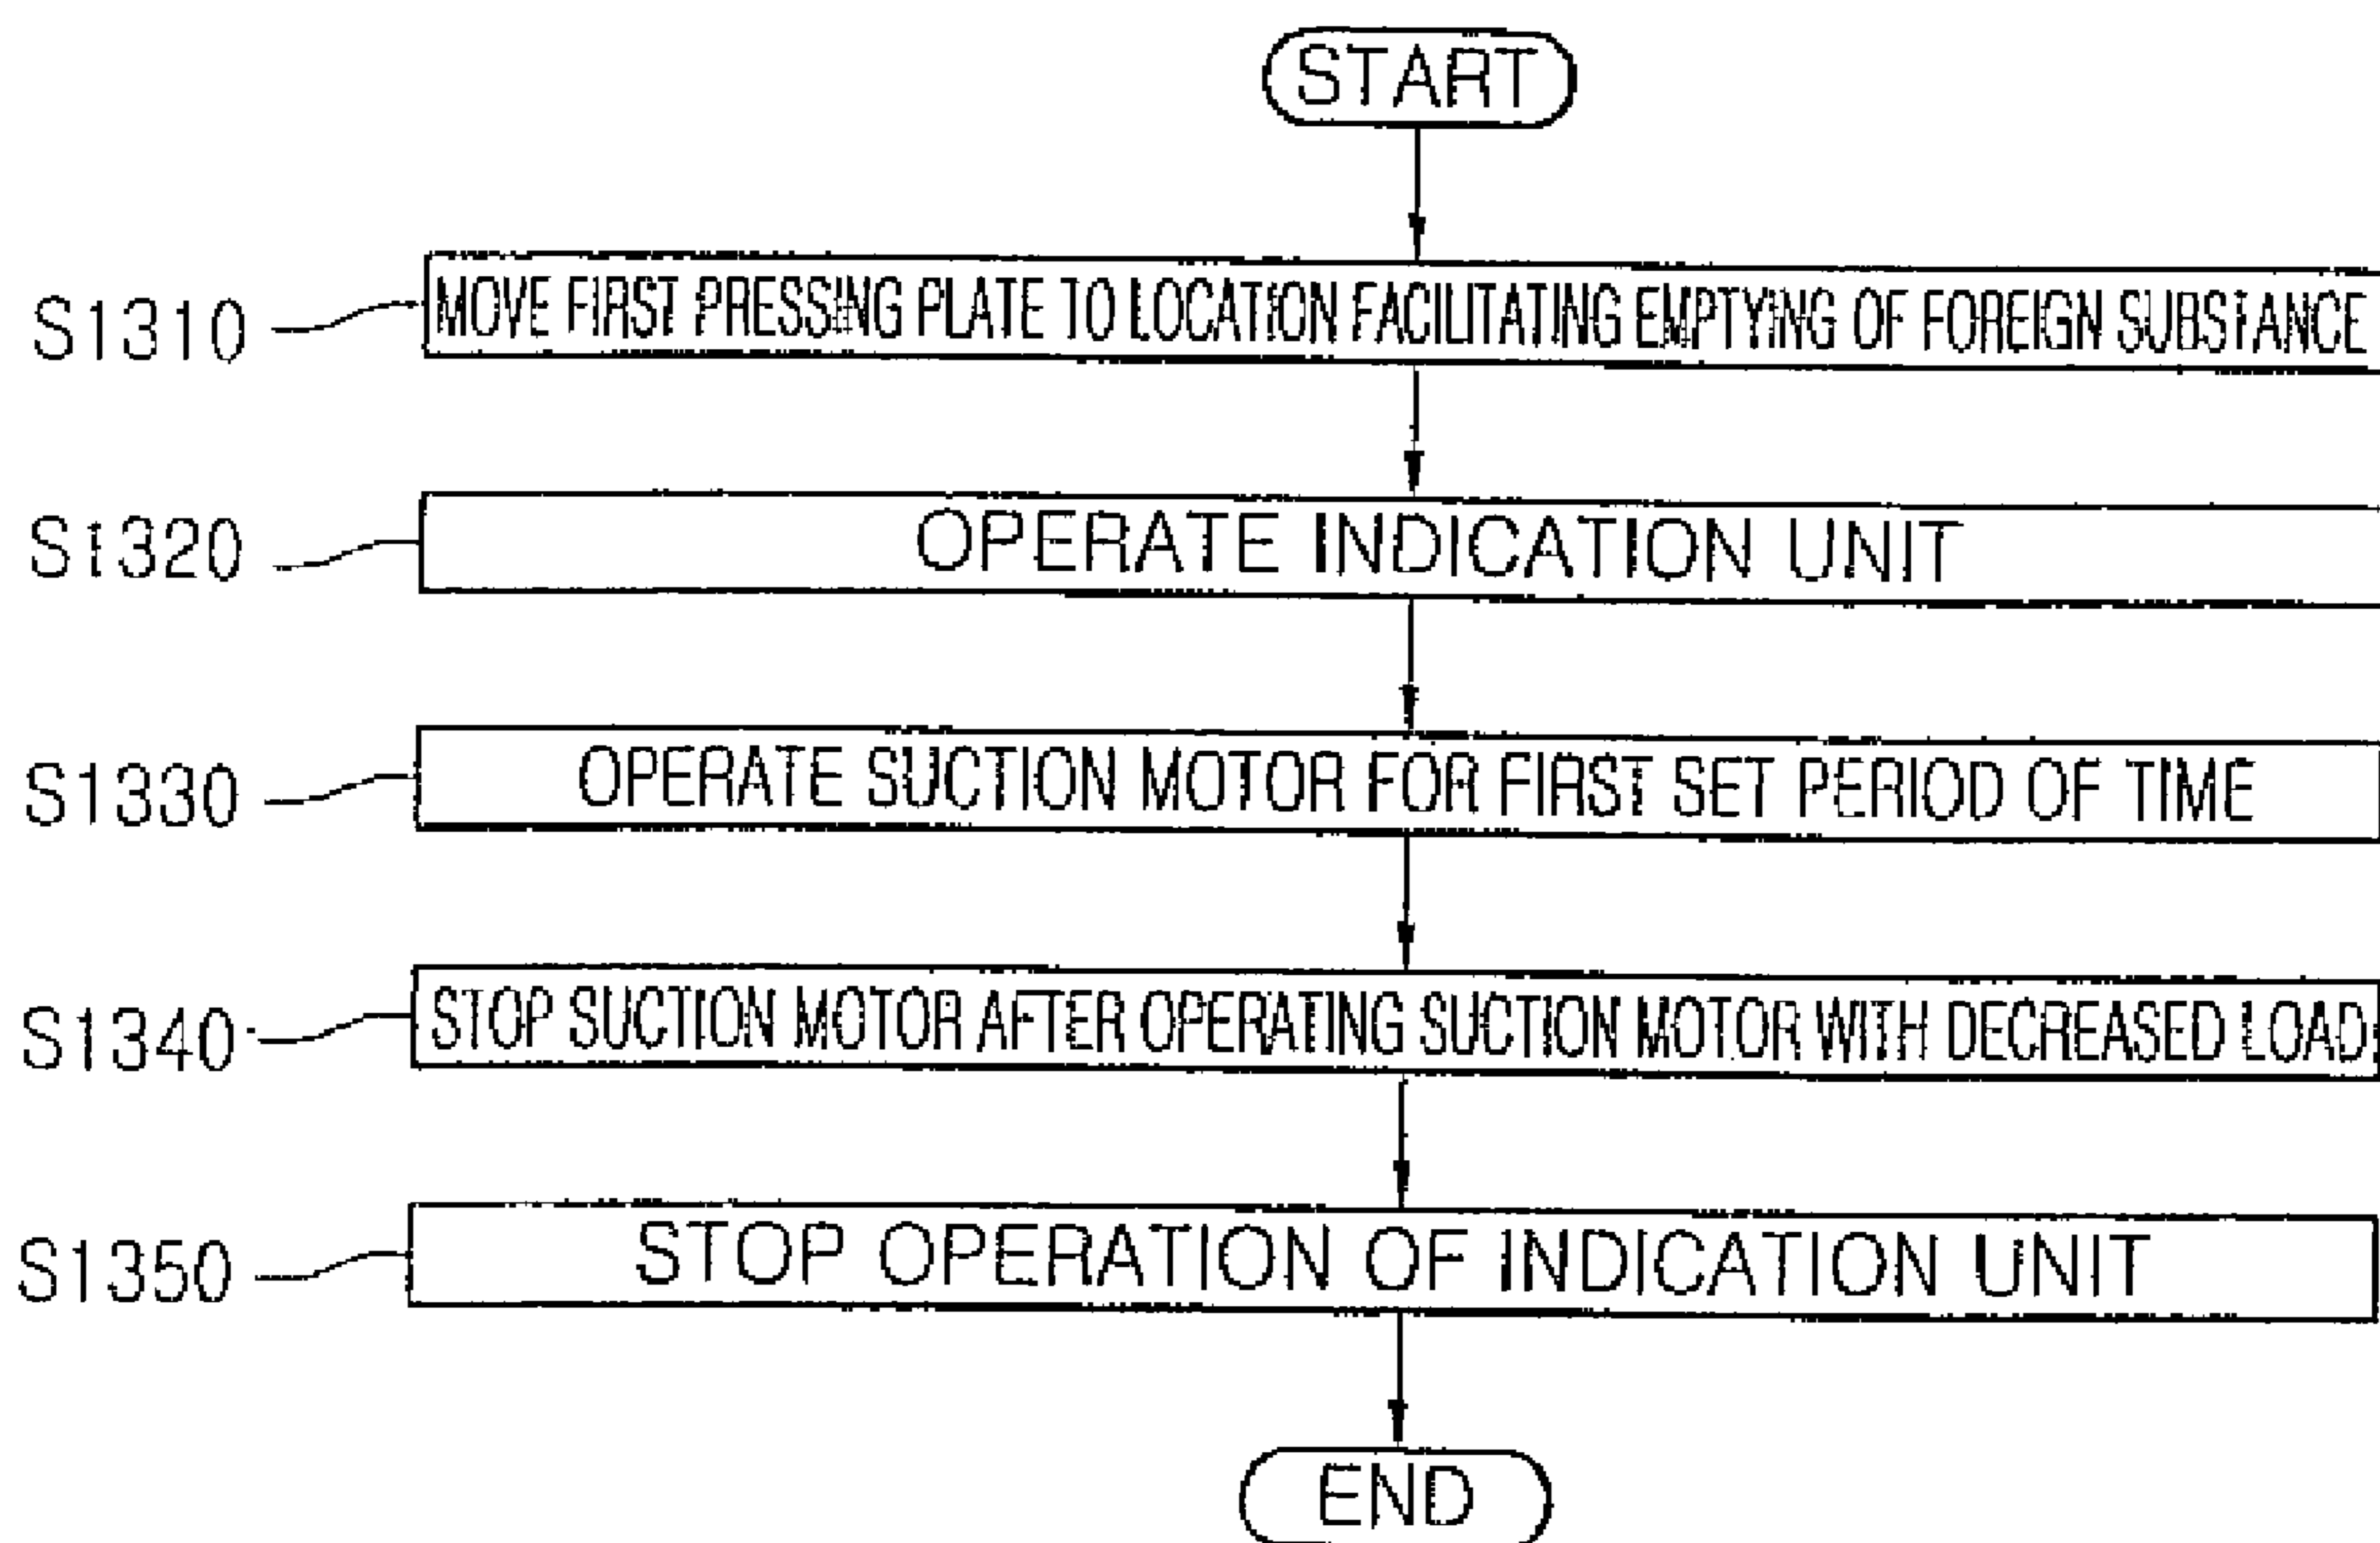 START
S1310
MOVE FIRST PRESSING PLATE TO LOCATION FACILITATING EMPTYING OF FOREIGN SUBSTANCE
S1320
OPERATE INDICATION UNIT
S1330
OPERATE SUCTION MOTOR FOR FIRST SET PERIOD OF TIME
S1340
STOP SUCTION MOTOR AFTER OPERATING SUCTION MOTOR WITH DECREASED LOAD
S1350
STOP OPERATION OF INDICATION UNIT
END